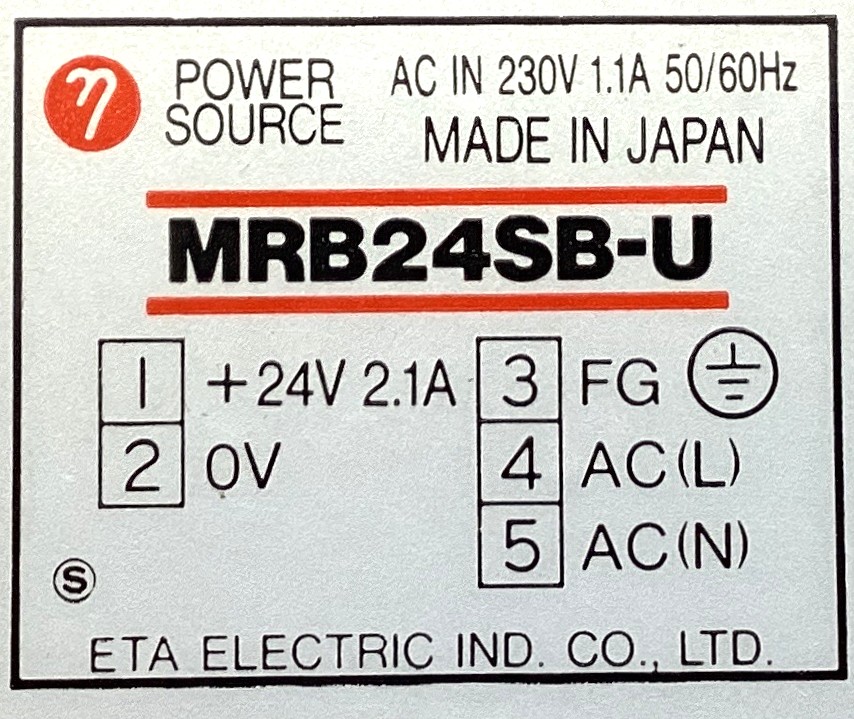 η POWER SOURCE
AC IN 230V 1.1A 50/60Hz
MADE IN JAPAN
MRB24SB-U
1 +24V 2.1A
2 0V
3 FG
4 AC(L)
5 AC(N)
S
ETA ELECTRIC IND. CO., LTD.